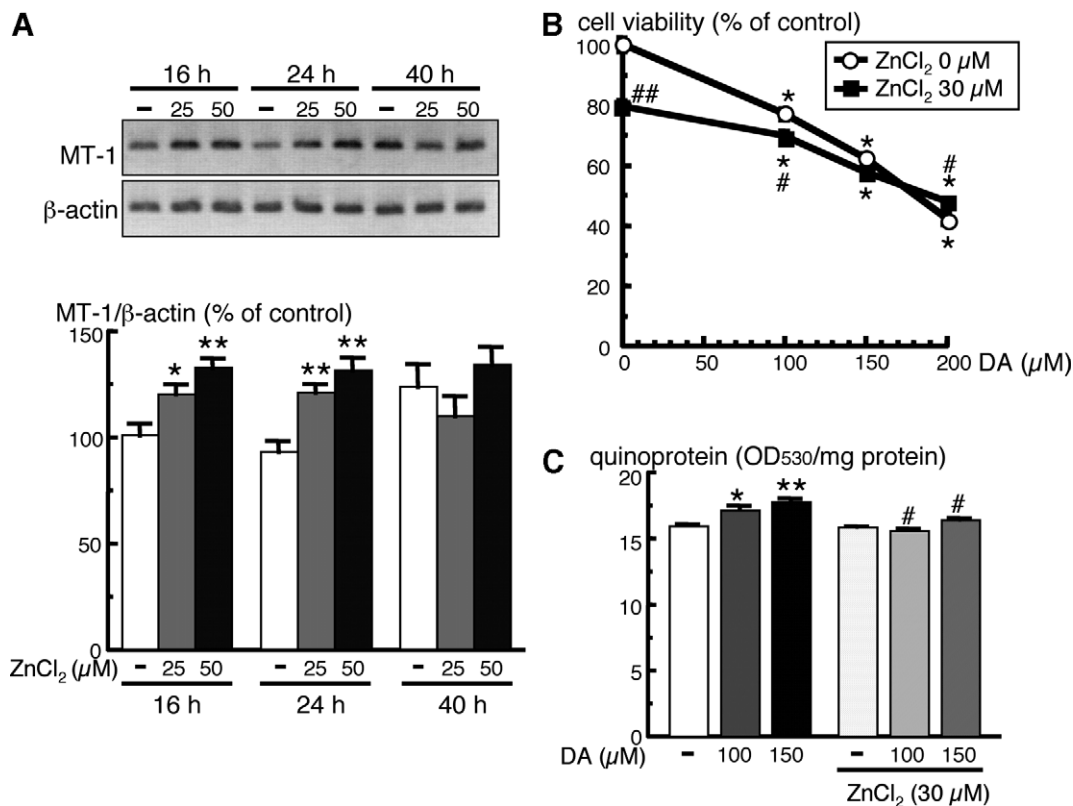 A
16 h 24 h 40 h
– 25 50 – 25 50 – 25 50
MT-1
β-actin
MT-1/β-actin (% of control)
150
100
50
0
* ** ** **
ZnCl₂ (µM)
– 25 50 – 25 50 – 25 50
16 h 24 h 40 h
B
cell viability (% of control)
100
80
60
40
20
0
0 50 100 150 200 DA (µM)
ZnCl₂ 0 µM
ZnCl₂ 30 µM
##
*
*
#
*
*
#
*
*
C
quinoprotein (OD530/mg protein)
20
15
10
5
0
* ** # #
DA (µM)
– 100 150 – 100 150
ZnCl₂ (30 µM)